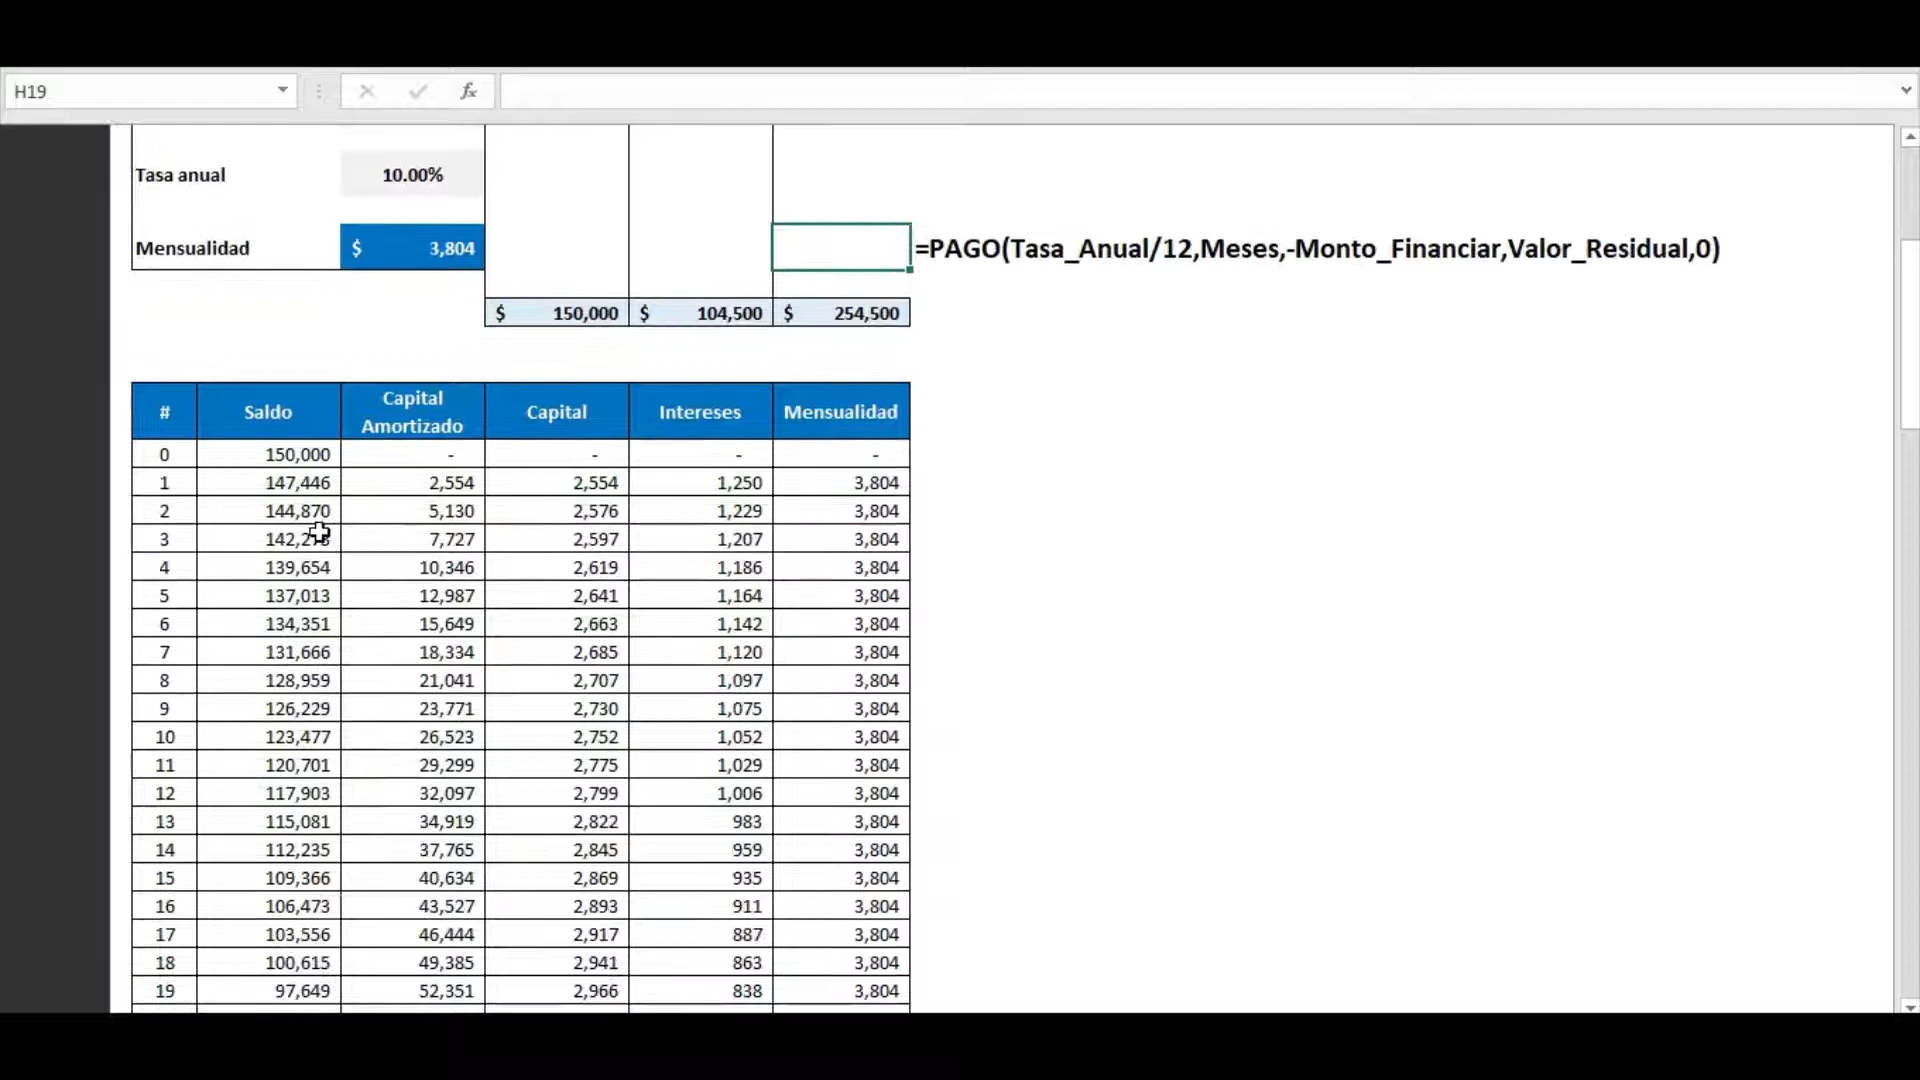 H19
fx
Tasa anual 10.00%
Mensualidad $ 3,804
=PAGO(Tasa_Anual/12,Meses,-Monto_Financiar,Valor_Residual,0)
$ 150,000 $ 104,500 $ 254,500
# Saldo Capital Amortizado Capital Intereses Mensualidad
0 150,000 - - - -
1 147,446 2,554 2,554 1,250 3,804
2 144,870 5,130 2,576 1,229 3,804
3 7,727 2,597 1,207 3,804
4 139,654 10,346 2,619 1,186 3,804
5 137,013 12,987 2,641 1,164 3,804
6 134,351 15,649 2,663 1,142 3,804
7 131,666 18,334 2,685 1,120 3,804
8 128,959 21,041 2,707 1,097 3,804
9 126,229 23,771 2,730 1,075 3,804
10 123,477 26,523 2,752 1,052 3,804
11 120,701 29,299 2,775 1,029 3,804
12 117,903 32,097 2,799 1,006 3,804
13 115,081 34,919 2,822 983 3,804
14 112,235 37,765 2,845 959 3,804
15 109,366 40,634 2,869 935 3,804
16 106,473 43,527 2,893 911 3,804
17 103,556 46,444 2,917 887 3,804
18 100,615 49,385 2,941 863 3,804
19 97,649 52,351 2,966 838 3,804